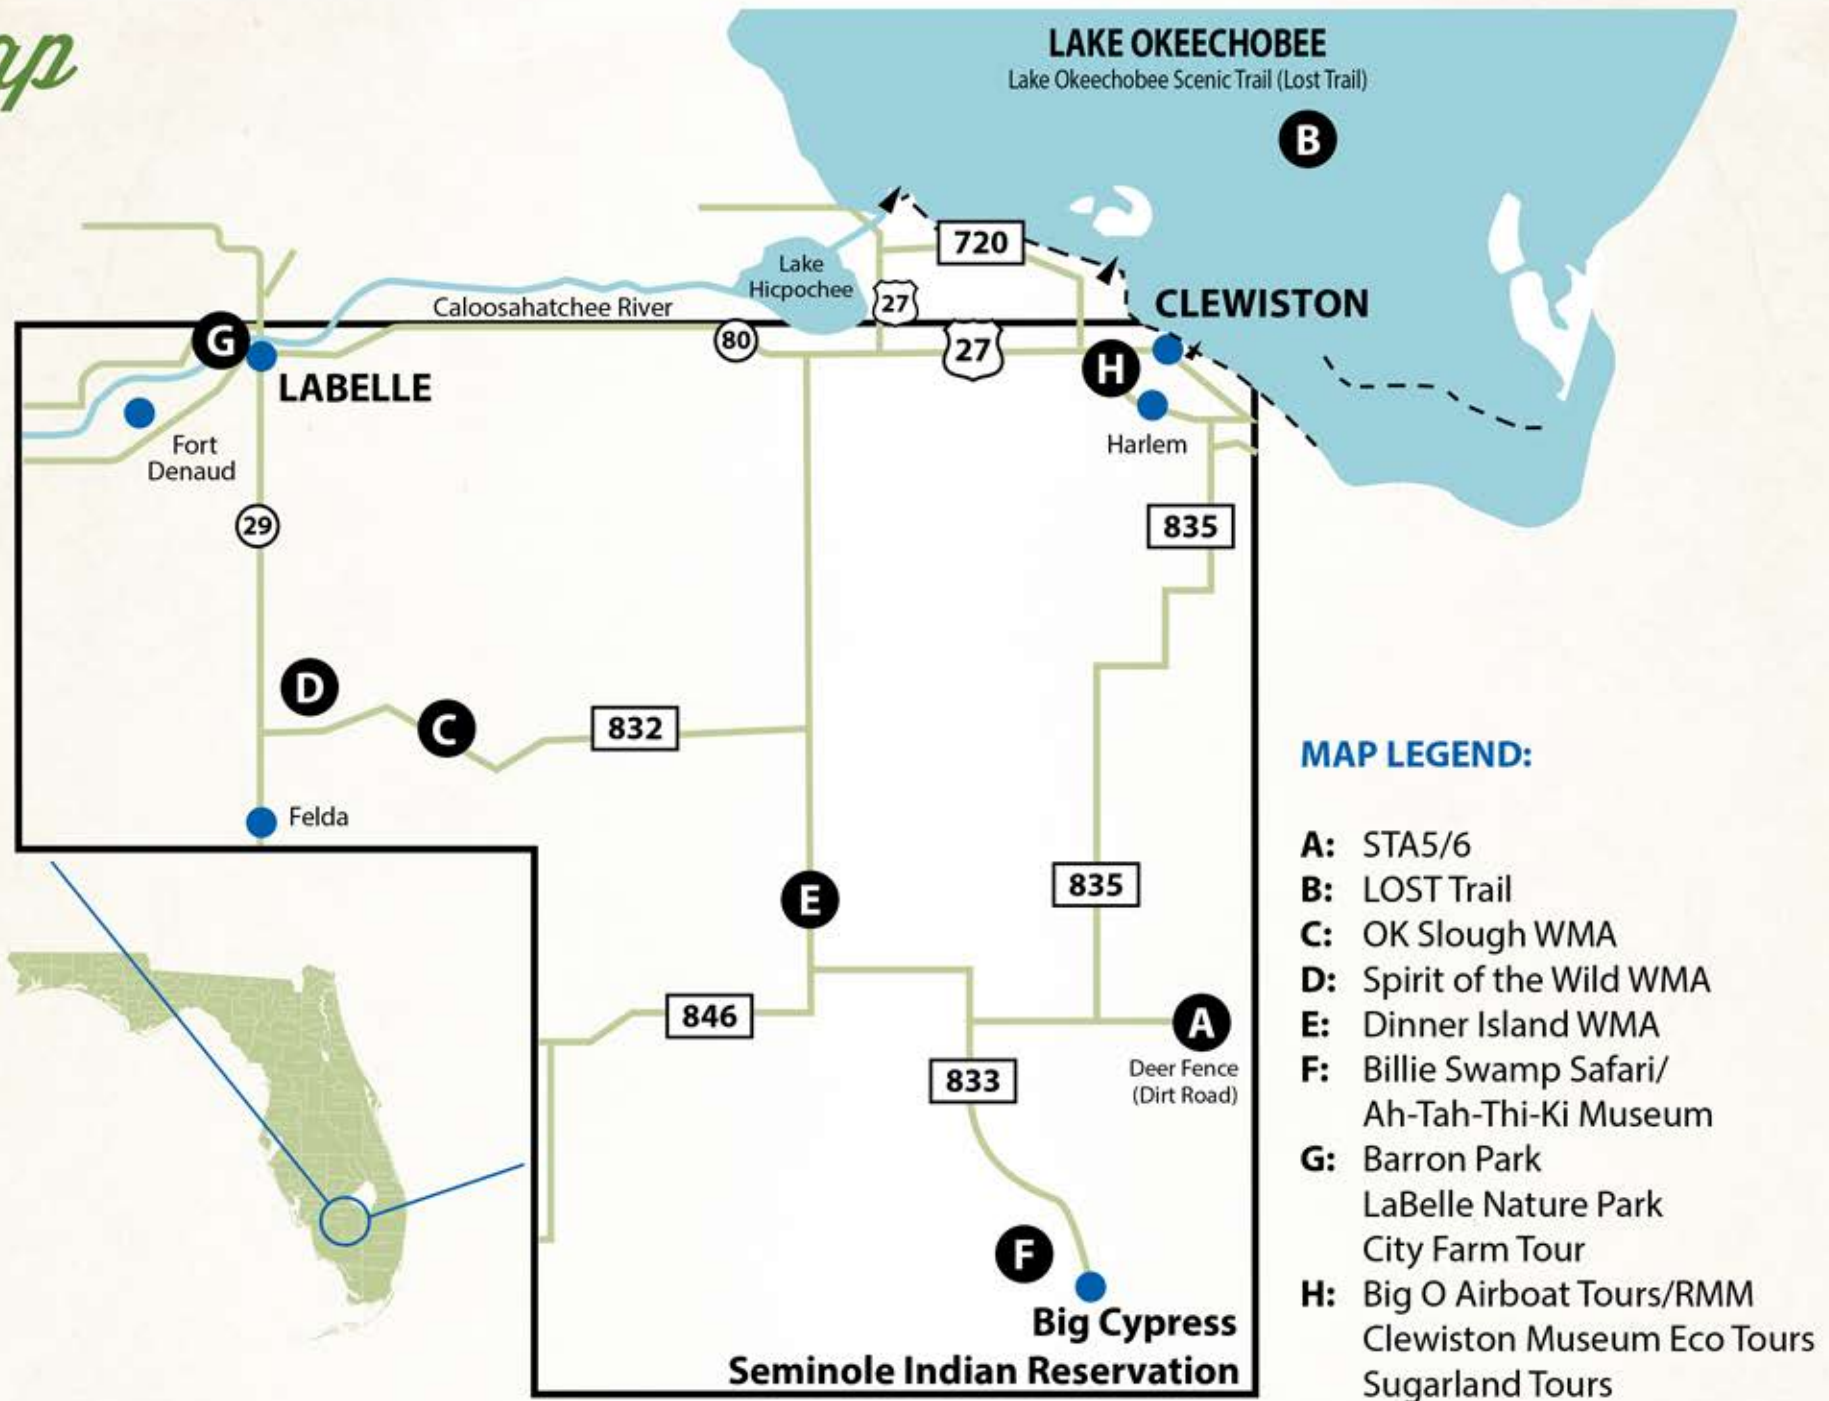 LAKE OKEECHOBEE
Lake Okeechobee Scenic Trail (Lost Trail)
B
720
Lake
Hicpochee
27
CLEWISTON
Caloosahatchee River
G
80
27
H
LABELLE
Fort
Denaud
Harlem
29
835
D
C
832
Felda
E
835
846
A
Deer Fence
(Dirt Road)
833
F
Big Cypress
Seminole Indian Reservation
MAP LEGEND:
A: STA5/6
B: LOST Trail
C: OK Slough WMA
D: Spirit of the Wild WMA
E: Dinner Island WMA
F: Billie Swamp Safari/
Ah-Tah-Thi-Ki Museum
G: Barron Park
LaBelle Nature Park
City Farm Tour
H: Big O Airboat Tours/RMM
Clewiston Museum Eco Tours
Sugarland Tours